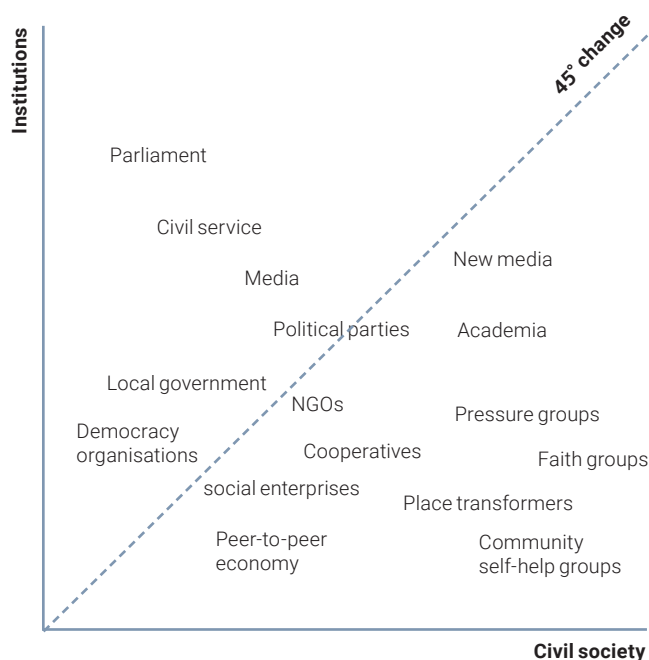 Institutions
45° change
Parliament
Civil service
New media
Media
Political parties
Academia
Local government
NGOs
Pressure groups
Democracy
organisations
Cooperatives
Faith groups
social enterprises
Place transformers
Peer-to-peer
economy
Community
self-help groups
Civil society